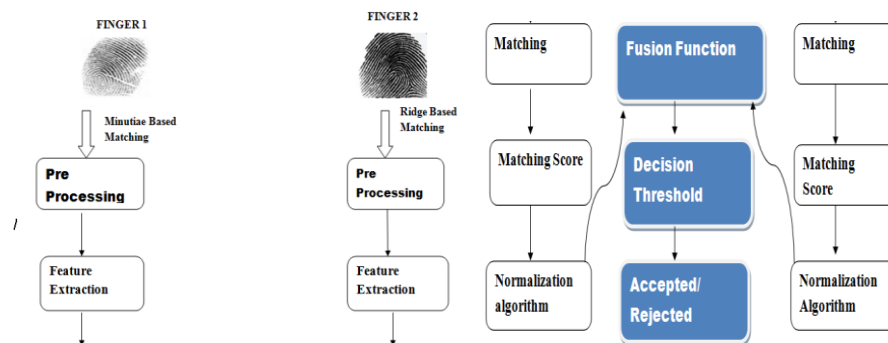 FINGER 1
Minutiae Based
Matching
Pre
Processing
Feature
Extraction
FINGER 2
Ridge Based
Matching
Pre
Processing
Feature
Extraction
Matching
Matching Score
Normalization
algorithm
Fusion Function
Decision
Threshold
Accepted/
Rejected
Matching
Matching
Score
Normalization
Algorithm